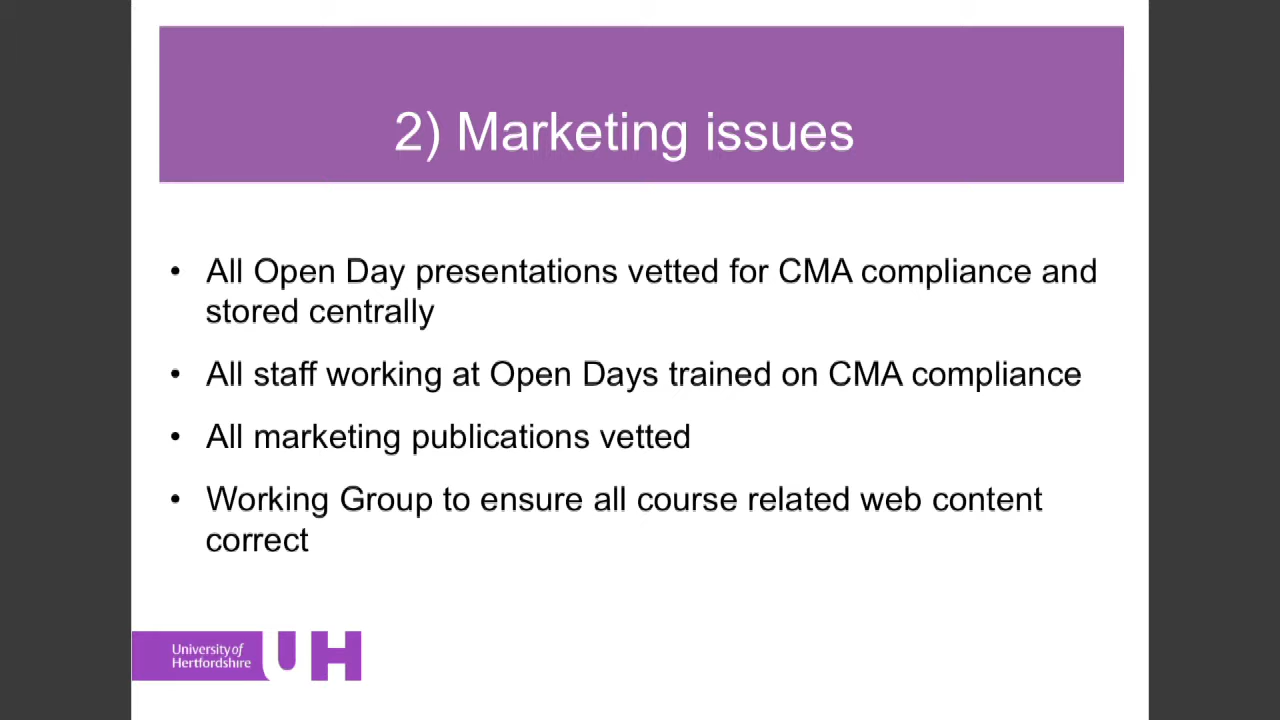 2) Marketing issues
• All Open Day presentations vetted for CMA compliance and
stored centrally
• All staff working at Open Days trained on CMA compliance
• All marketing publications vetted
• Working Group to ensure all course related web content
correct
University of
Hertfordshire
UH